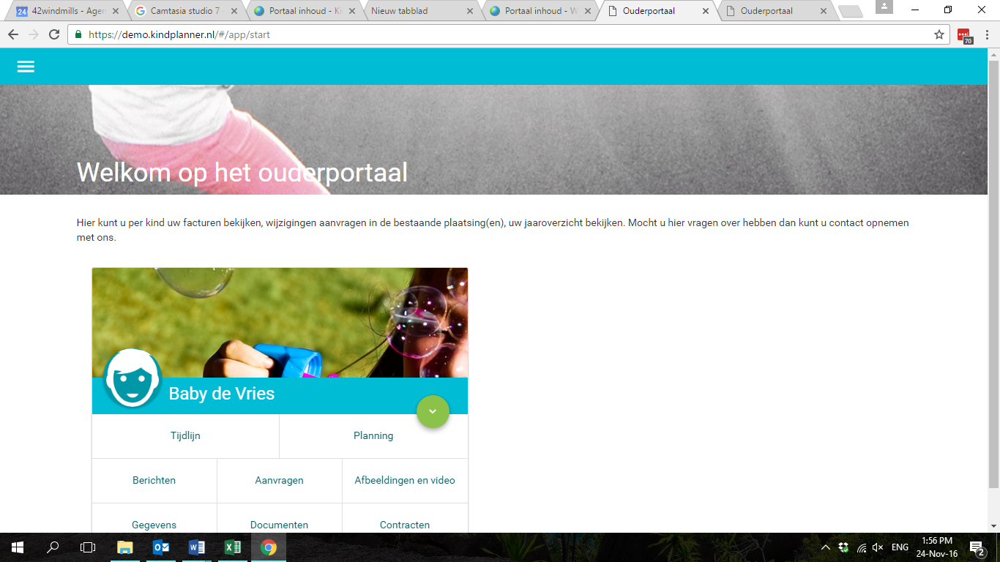 42windmills - Agen
Camtasia studio 7 -
Portaal inhoud - Ki
Nieuw tabblad
Portaal inhoud - W
Ouderportaal
Ouderportaal
https://demo.kindplanner.nl/#/app/start
70
Welkom op het ouderportaal
Hier kunt u per kind uw facturen bekijken, wijzigingen aanvragen in de bestaande plaatsing(en), uw jaaroverzicht bekijken. Mocht u hier vragen over hebben dan kunt u contact opnemen
met ons.
Baby de Vries
Tijdlijn
Planning
Berichten
Aanvragen
Afbeeldingen en video
Gegevens
Documenten
Contracten
ENG
1:56 PM
24-Nov-16
2